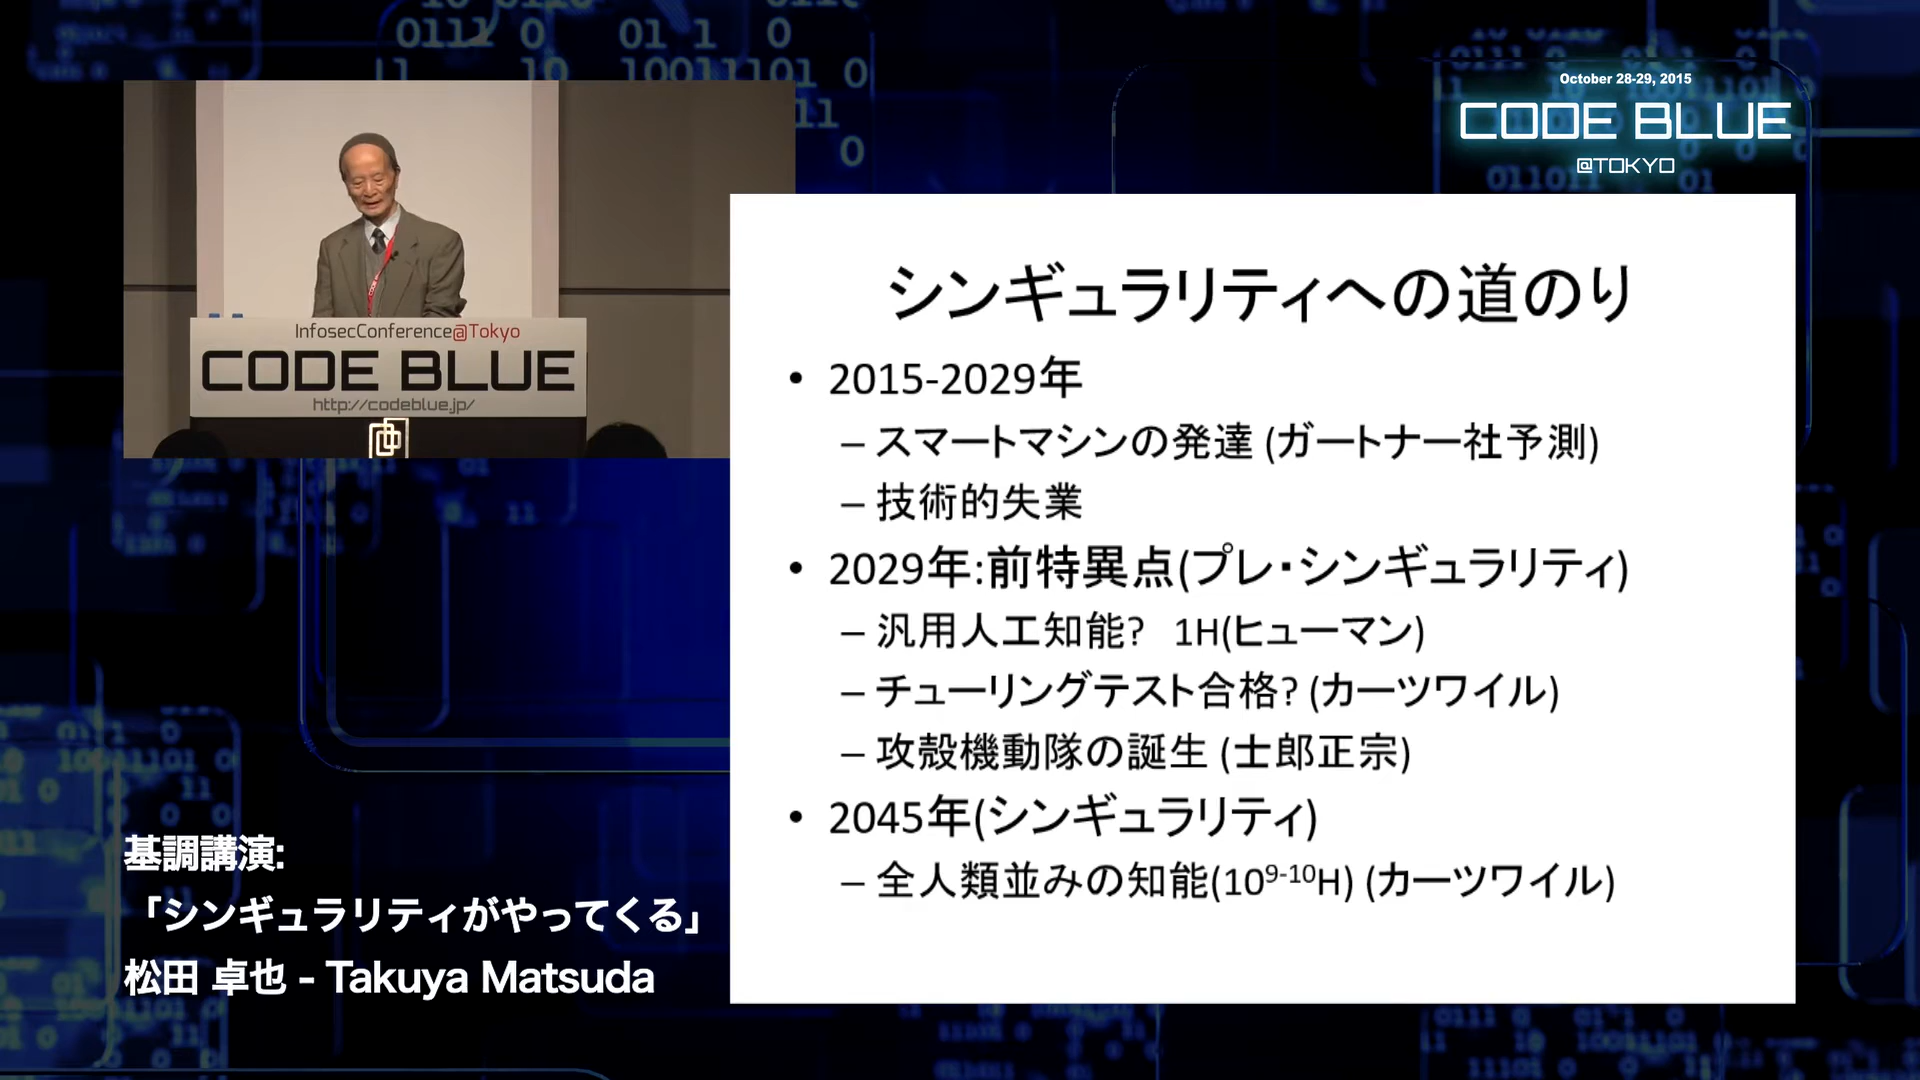 October 28-29, 2015
CODE BLUE
@TOKYO
InfosecConference@Tokyo
CODE BLUE
http://codeblue.jp/
シンギュラリティへの道のり
• 2015-2029年
– スマートマシンの発達 (ガートナー社予測)
– 技術的失業
• 2029年:前特異点(プレ・シンギュラリティ)
– 汎用人工知能? 1H(ヒューマン)
– チューリングテスト合格? (カーツワイル)
– 攻殻機動隊の誕生 (士郎正宗)
• 2045年(シンギュラリティ)
– 全人類並みの知能(10⁹⁻¹⁰H) (カーツワイル)
基調講演:
「シンギュラリティがやってくる」
松田 卓也 - Takuya Matsuda